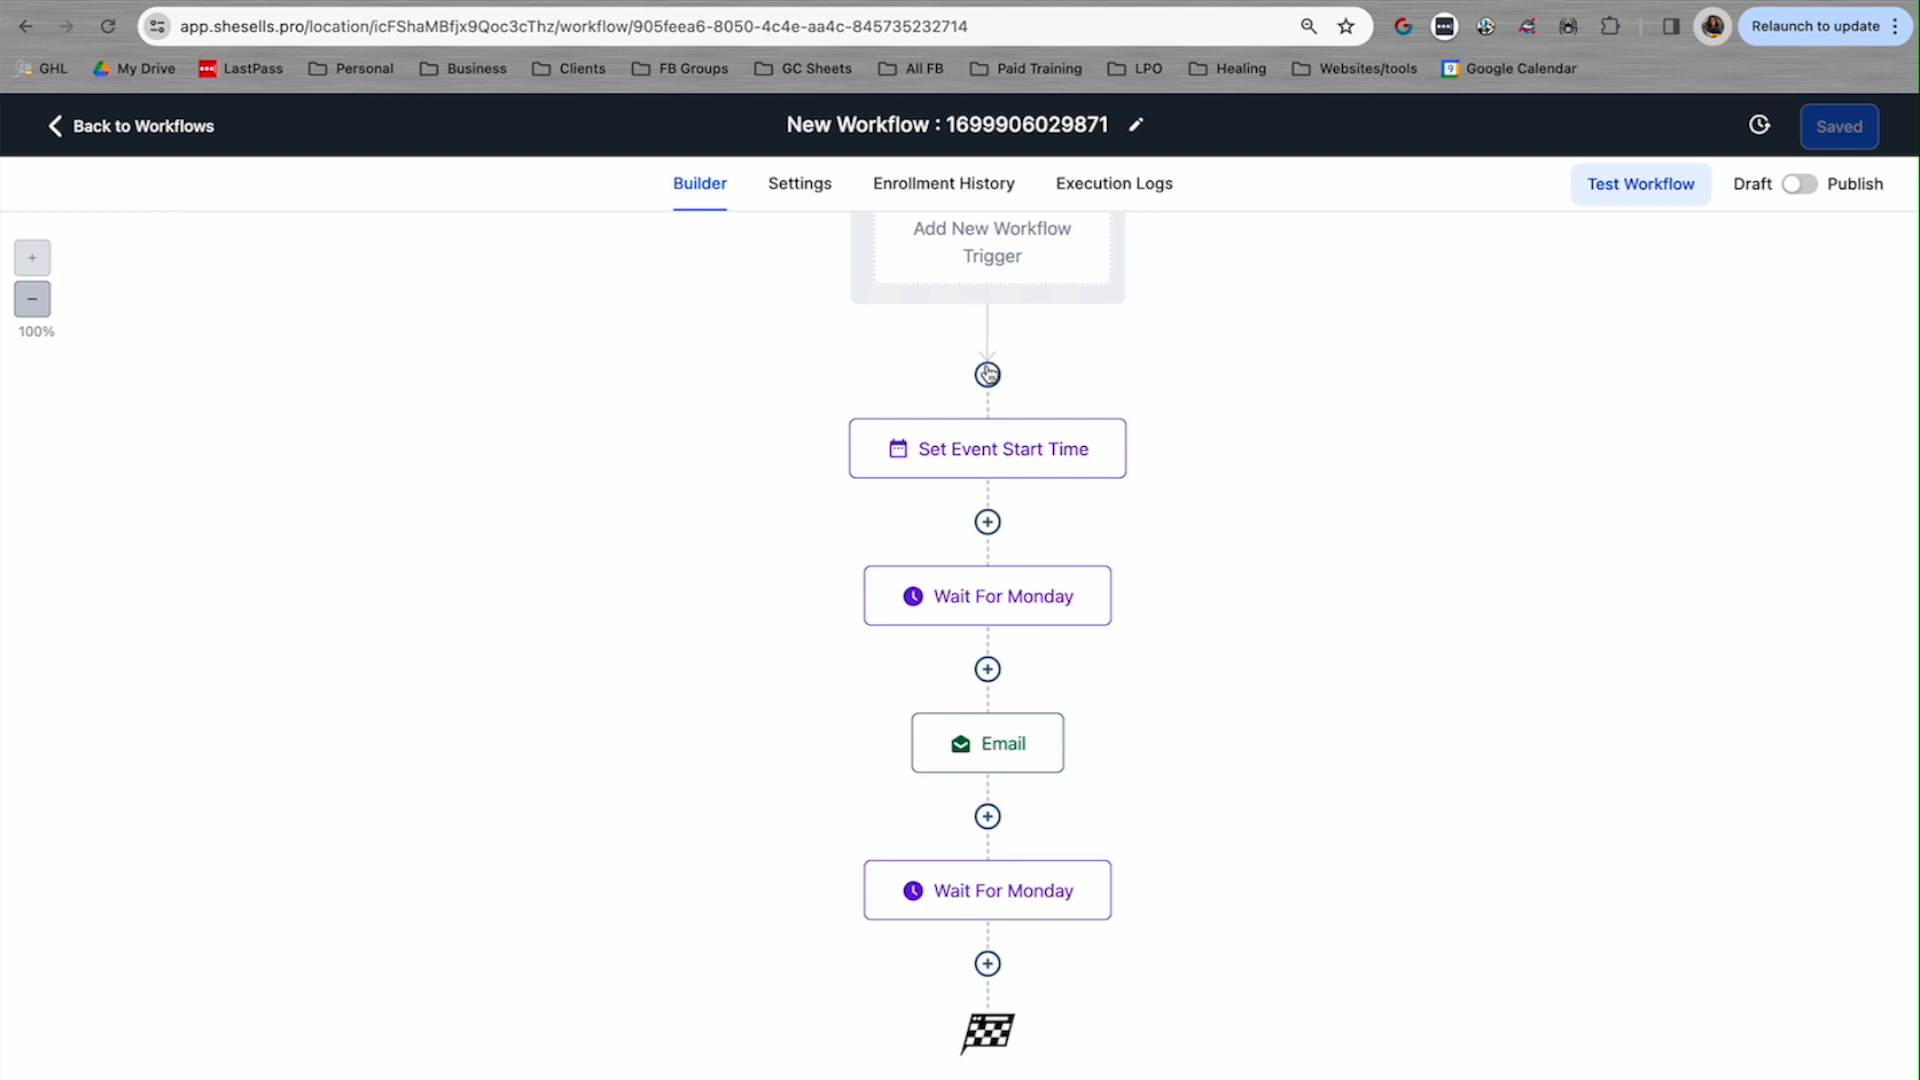 app.shesells.pro/location/icFShaMBfjx9Qoc3cThz/workflow/905feea6-8050-4c4e-aa4c-845735232714
Relaunch to update
GHL
My Drive
LastPass
Personal
Business
Clients
FB Groups
GC Sheets
All FB
Paid Training
LPO
Healing
Websites/tools
9
Google Calendar
Back to Workflows
New Workflow : 1699906029871
Saved
Builder
Settings
Enrollment History
Execution Logs
Test Workflow
Draft
Publish
+
−
100%
Add New Workflow
Trigger
Set Event Start Time
+
Wait For Monday
+
Email
+
Wait For Monday
+